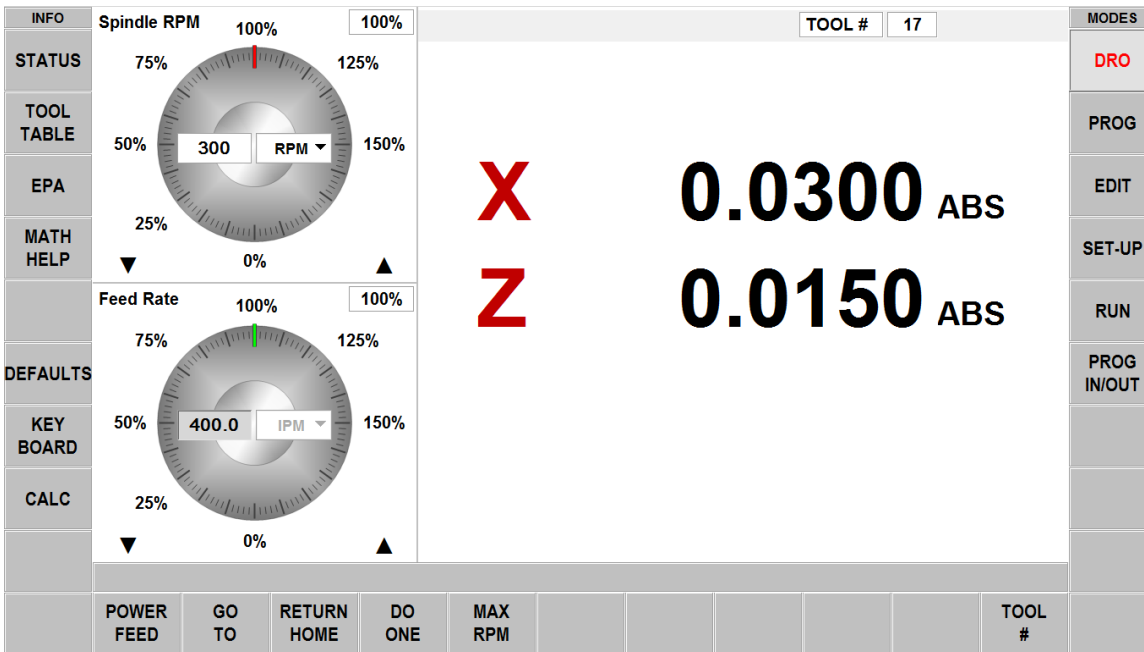 INFO
STATUS
TOOL
TABLE
EPA
MATH
HELP
DEFAULTS
KEY
BOARD
CALC
Spindle RPM
100%
100%
75%
125%
50%
300
RPM
150%
25%
0%
Feed Rate
100%
100%
75%
125%
50%
400.0
IPM
150%
25%
0%
TOOL # 17
X 0.0300 ABS
Z 0.0150 ABS
MODES
DRO
PROG
EDIT
SET-UP
RUN
PROG
IN/OUT
POWER
FEED
GO
TO
RETURN
HOME
DO
ONE
MAX
RPM
TOOL
#